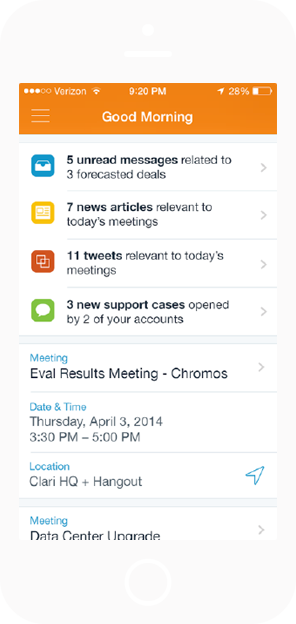 Verizon 9:20 PM 28%
Good Morning
5 unread messages related to
3 forecasted deals
7 news articles relevant to
today's meetings
11 tweets relevant to today's
meetings
3 new support cases opened
by 2 of your accounts
Meeting
Eval Results Meeting - Chromos
Date & Time
Thursday, April 3, 2014
3:30 PM – 5:00 PM
Location
Clari HQ + Hangout
Meeting
Data Center Upgrade